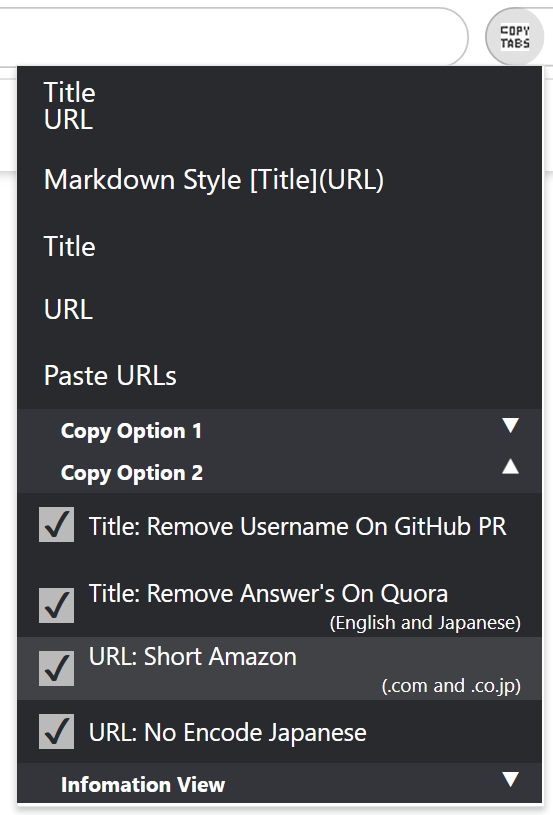 COPY
TABS
Title
URL
Markdown Style [Title](URL)
Title
URL
Paste URLs
Copy Option 1 ▼
Copy Option 2 ▲
Title: Remove Username On GitHub PR
Title: Remove Answer's On Quora
(English and Japanese)
URL: Short Amazon
(.com and .co.jp)
URL: No Encode Japanese
Infomation View ▼